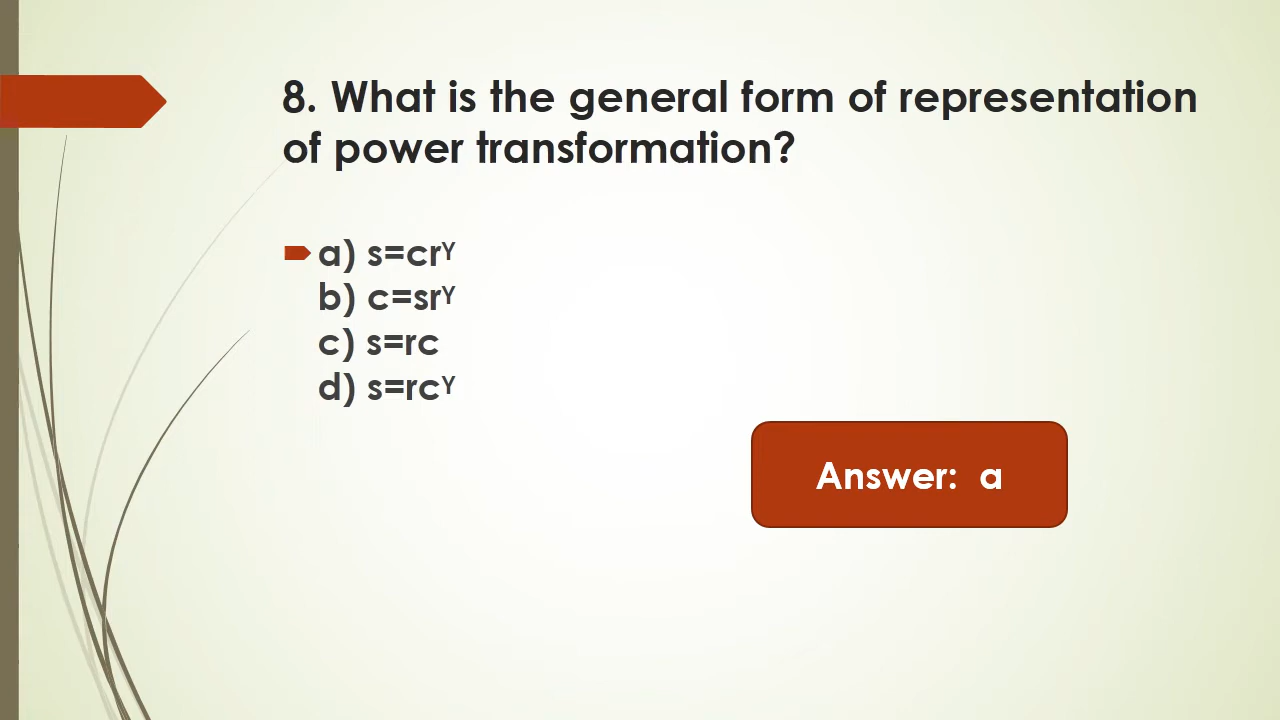 8. What is the general form of representation
of power transformation?
a) s=crᵞ
b) c=srᵞ
c) s=rc
d) s=rcᵞ
Answer: a